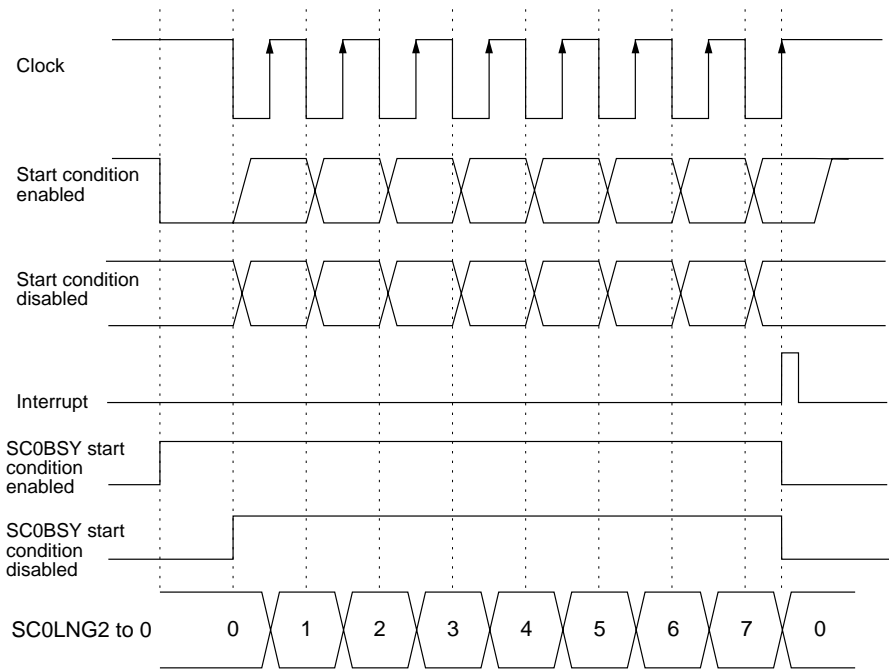 Clock
Start condition
enabled
Start condition
disabled
Interrupt
SC0BSY start
condition
enabled
SC0BSY start
condition
disabled
SC0LNG2 to 0 0 1 2 3 4 5 6 7 0